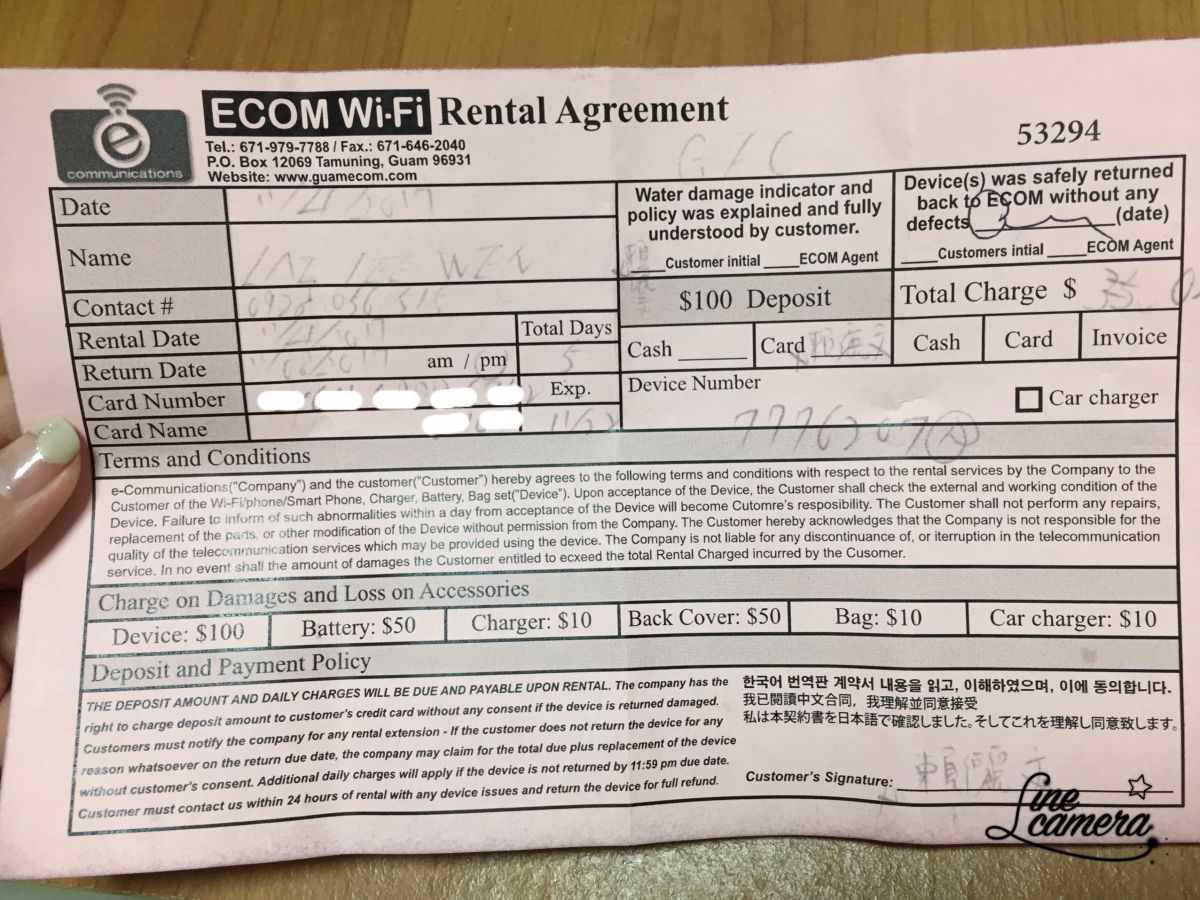 e
communications
ECOM Wi-Fi Rental Agreement
53294
Tel.: 671-979-7788 / Fax.: 671-646-2040
P.O. Box 12069 Tamuning, Guam 96931
Website: www.guamecom.com
Date
Name
Contact #
Rental Date
Total Days
Return Date am / pm 5
Card Number Exp.
Card Name
Water damage indicator and
policy was explained and fully
understood by customer.
Customer initial ECOM Agent
Device(s) was safely returned
back to ECOM without any
defects (date)
Customers intial ECOM Agent
$100 Deposit
Total Charge $ 35
Cash Card
Cash Card Invoice
Device Number
Car charger
Terms and Conditions
e-Communications("Company") and the customer("Customer") hereby agrees to the following terms and conditions with respect to the rental services by the Company to the
Customer of the Wi-Fi/phone/Smart Phone, Charger, Battery, Bag set("Device"). Upon acceptance of the Device, the Customer shall check the external and working condition of the
Device. Failure to inform of such abnormalities within a day from acceptance of the Device will become Cutomre's resposibility. The Customer shall not perform any repairs,
replacement of the parts, or other modification of the Device without permission from the Company. The Customer hereby acknowledges that the Company is not responsible for the
quality of the telecommunication services which may be provided using the device. The Company is not liable for any discontinuance of, or iterruption in the telecommunication
service. In no event shall the amount of damages the Customer entitled to ecxeed the total Rental Charged incurred by the Cusomer.
Charge on Damages and Loss on Accessories
Device: $100 Battery: $50 Charger: $10 Back Cover: $50 Bag: $10 Car charger: $10
Deposit and Payment Policy
THE DEPOSIT AMOUNT AND DAILY CHARGES WILL BE DUE AND PAYABLE UPON RENTAL. The company has the
right to charge deposit amount to customer's credit card without any consent if the device is returned damaged.
Customers must notify the company for any rental extension - If the customer does not return the device for any
reason whatsoever on the return due date, the company may claim for the total due plus replacement of the device
without customer's consent. Additional daily charges will apply if the device is not returned by 11:59 pm due date.
Customer must contact us within 24 hours of rental with any device issues and return the device for full refund.
한국어 번역판 계약서 내용을 읽고, 이해하였으며, 이에 동의합니다.
我已閱讀中文合同，我理解並同意接受
私は本契約書を日本語で確認しました。そしてこれを理解し同意致します。
Customer's Signature:
Line
camera